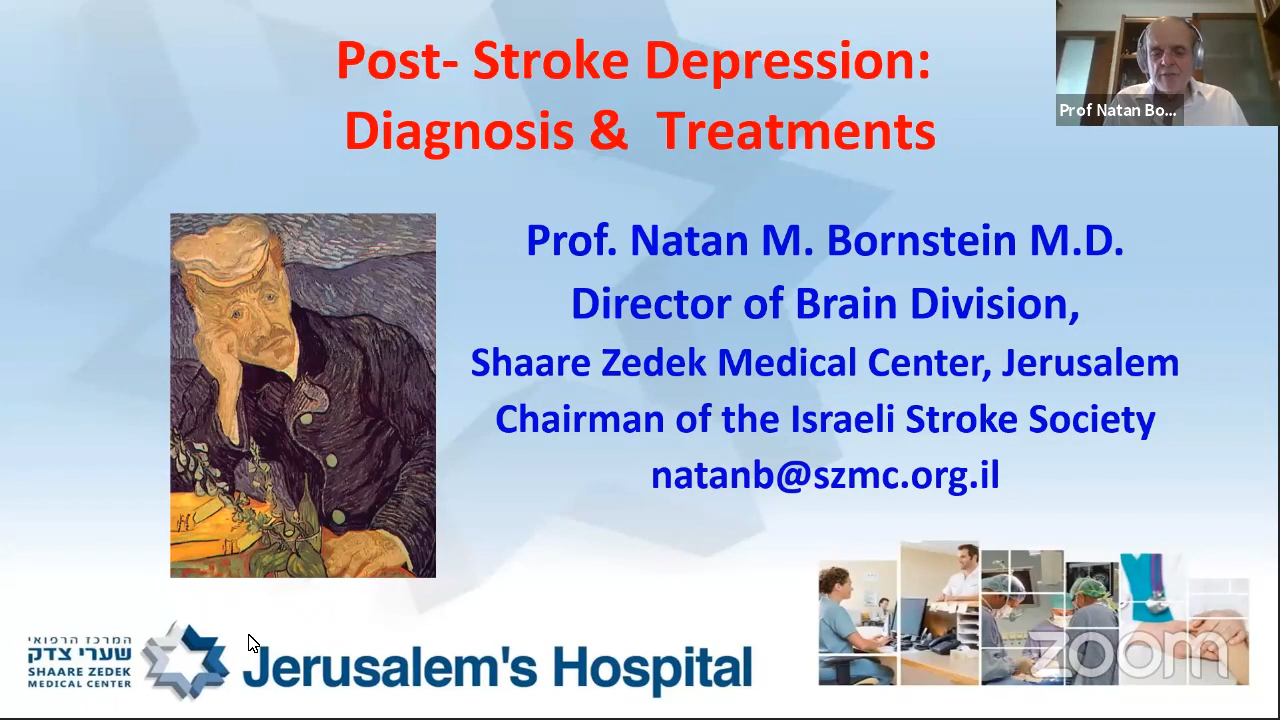 Post- Stroke Depression:
Diagnosis & Treatments
Prof Natan Bo...
Prof. Natan M. Bornstein M.D.
Director of Brain Division,
Shaare Zedek Medical Center, Jerusalem
Chairman of the Israeli Stroke Society
natanb@szmc.org.il
המרכז הרפואי
שערי צדק
SHAARE ZEDEK
MEDICAL CENTER
Jerusalem's Hospital
zoom